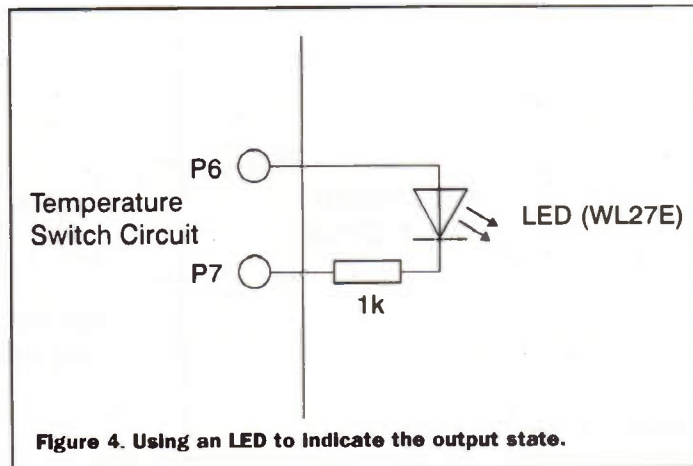 P6
Temperature
Switch Circuit
LED (WL27E)
P7
1k
Figure 4. Using an LED to indicate the output state.